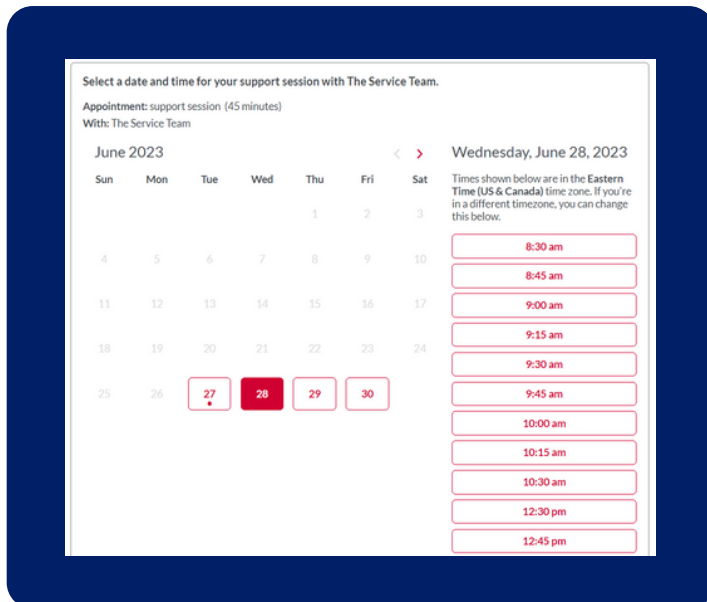 Select a date and time for your support session with The Service Team.
Appointment: support session (45 minutes)
With: The Service Team
June 2023
Sun Mon Tue Wed Thu Fri Sat
1 2 3
4 5 6 7 8 9 10
11 12 13 14 15 16 17
18 19 20 21 22 23 24
25 26 27 28 29 30
Wednesday, June 28, 2023
Times shown below are in the Eastern
Time (US & Canada) time zone. If you're
in a different timezone, you can change
this below.
8:30 am
8:45 am
9:00 am
9:15 am
9:30 am
9:45 am
10:00 am
10:15 am
10:30 am
12:30 pm
12:45 pm